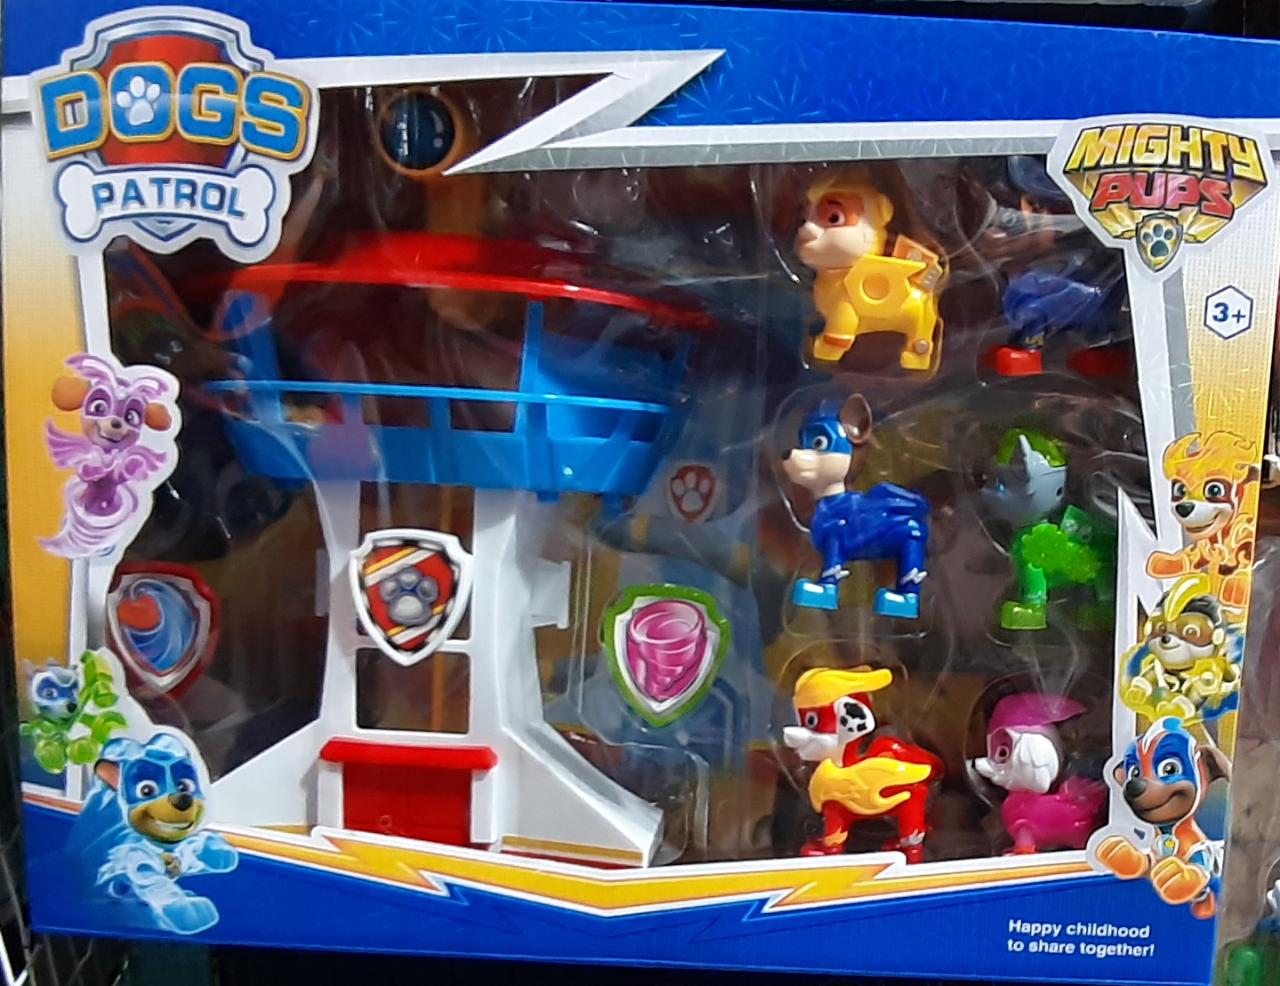 DOGS
PATROL
MIGHTY
PUPS
3+
Happy childhood
to share together!